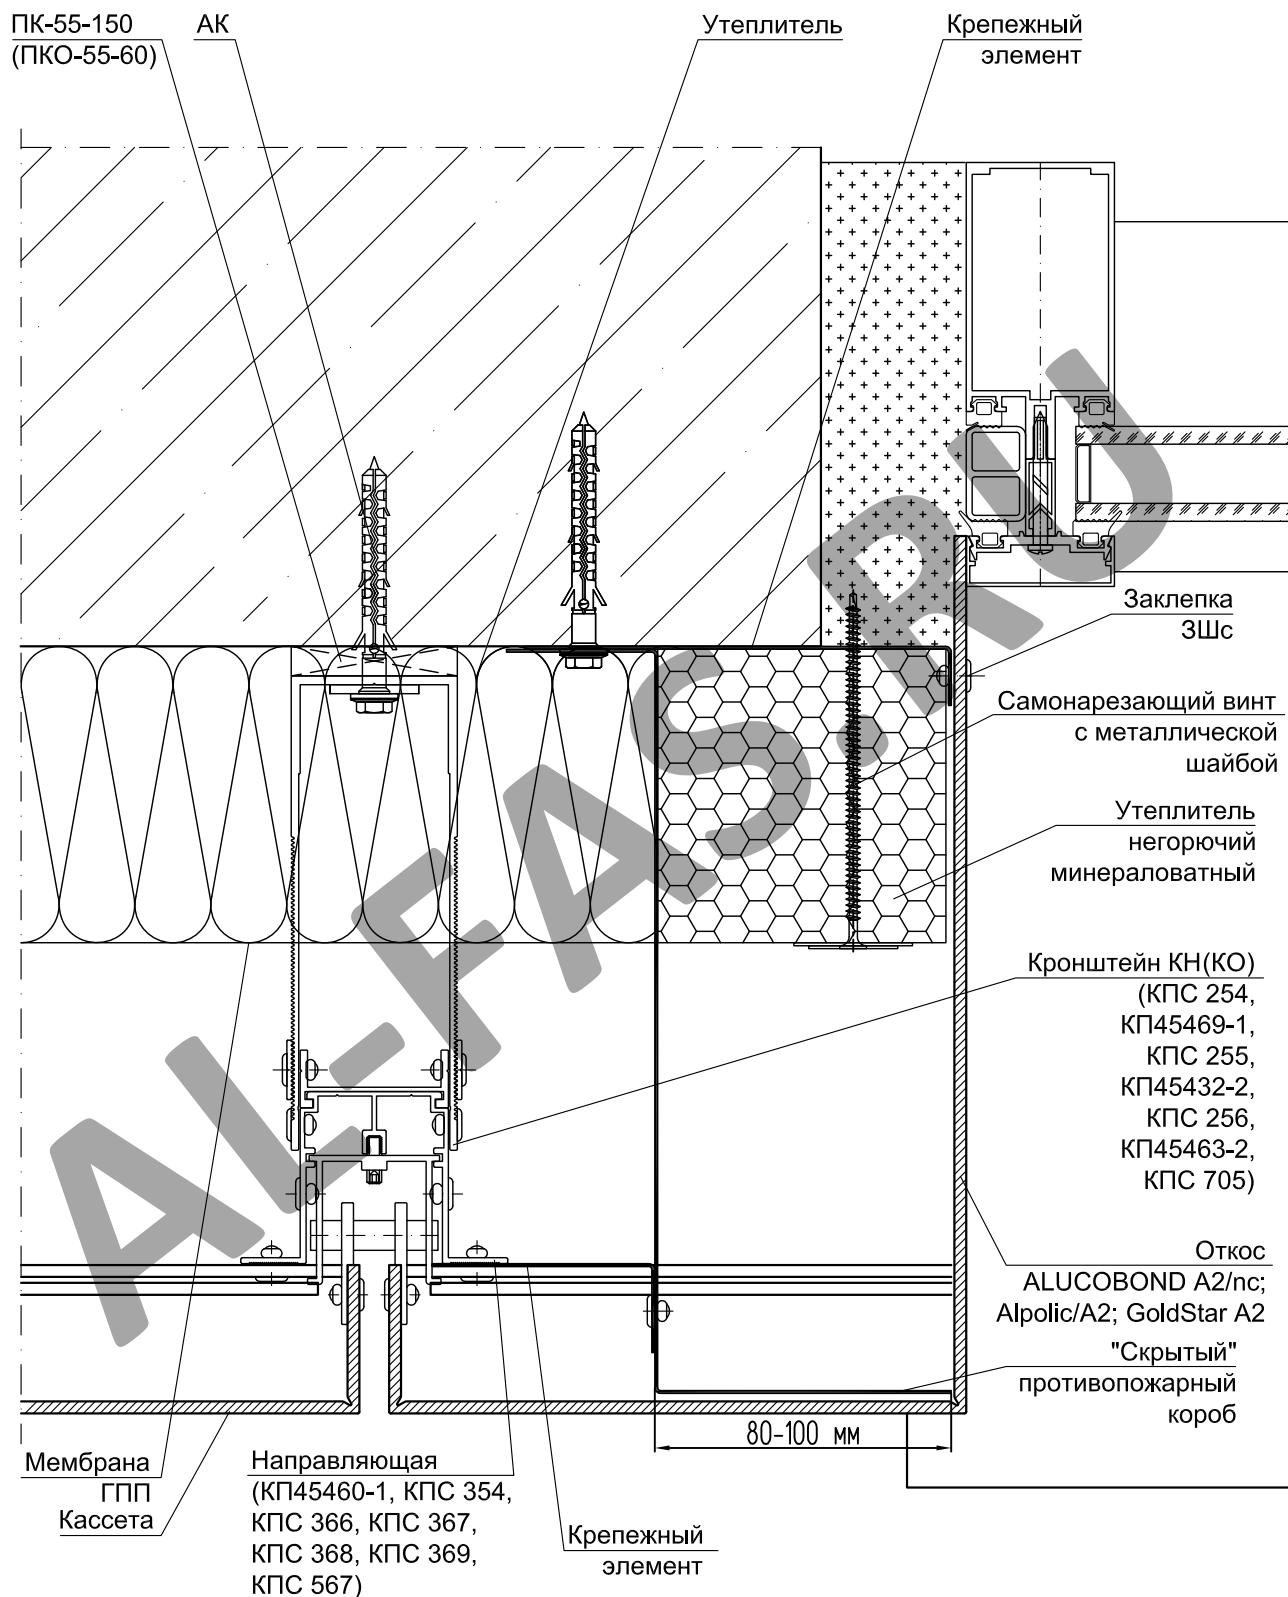 ПК-55-150
(ПКО-55-60)
АК
Утеплитель
Крепежный
элемент
Заклепка
ЗШс
Самонарезающий винт
с металлической
шайбой
Утеплитель
негорючий
минераловатный
Кронштейн КН(КО)
(КПС 254,
КП45469-1,
КПС 255,
КП45432-2,
КПС 256,
КП45463-2,
КПС 705)
Откос
ALUCOBOND A2/nc;
Alpolic/A2; GoldStar A2
"Скрытый"
противопожарный
короб
80-100 мм
Мембрана
ГПП
Кассета
Направляющая
(КП45460-1, КПС 354,
КПС 366, КПС 367,
КПС 368, КПС 369,
КПС 567)
Крепежный
элемент
AL-FAS.RU